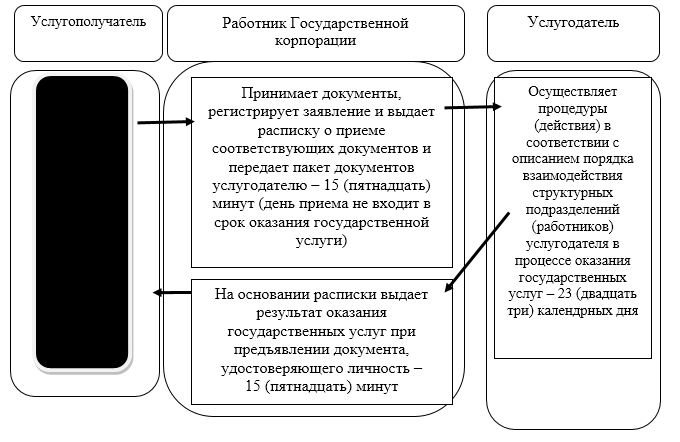 Услугополучатель
Работник Государственной
корпорации
Услугодатель
Принимает документы,
регистрирует заявление и выдает
расписку о приеме
соответствующих документов и
передает пакет документов
услугодателю – 15 (пятнадцать)
минут (день приема не входит в
срок оказания государственной
услуги)
Осуществляет
процедуры
(действия) в
соответствии с
описанием порядка
взаимодействия
структурных
подразделений
(работников)
услугодателя в
процессе оказания
государственных
услуг – 23 (двадцать
три) календрных дня
На основании расписки выдает
результат оказания
государственных услуг при
предъявлении документа,
удостоверяющего личность –
15 (пятнадцать) минут